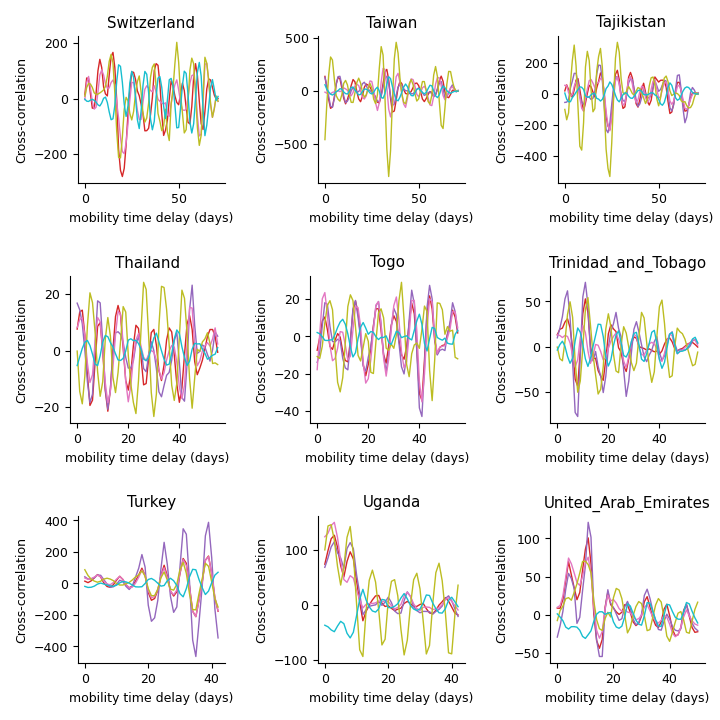 Switzerland
Taiwan
Tajikistan
Cross-correlation
200
0
−200
0
50
mobility time delay (days)
Cross-correlation
500
0
−500
0
50
mobility time delay (days)
Cross-correlation
200
0
−200
−400
0
50
mobility time delay (days)
Thailand
Togo
Trinidad_and_Tobago
Cross-correlation
20
0
−20
0
20
40
mobility time delay (days)
Cross-correlation
20
0
−20
−40
0
20
40
mobility time delay (days)
Cross-correlation
50
0
−50
0
20
40
mobility time delay (days)
Turkey
Uganda
United_Arab_Emirates
Cross-correlation
400
200
0
−200
−400
0
20
40
mobility time delay (days)
Cross-correlation
100
0
−100
0
20
40
mobility time delay (days)
Cross-correlation
100
50
0
−50
0
20
40
mobility time delay (days)